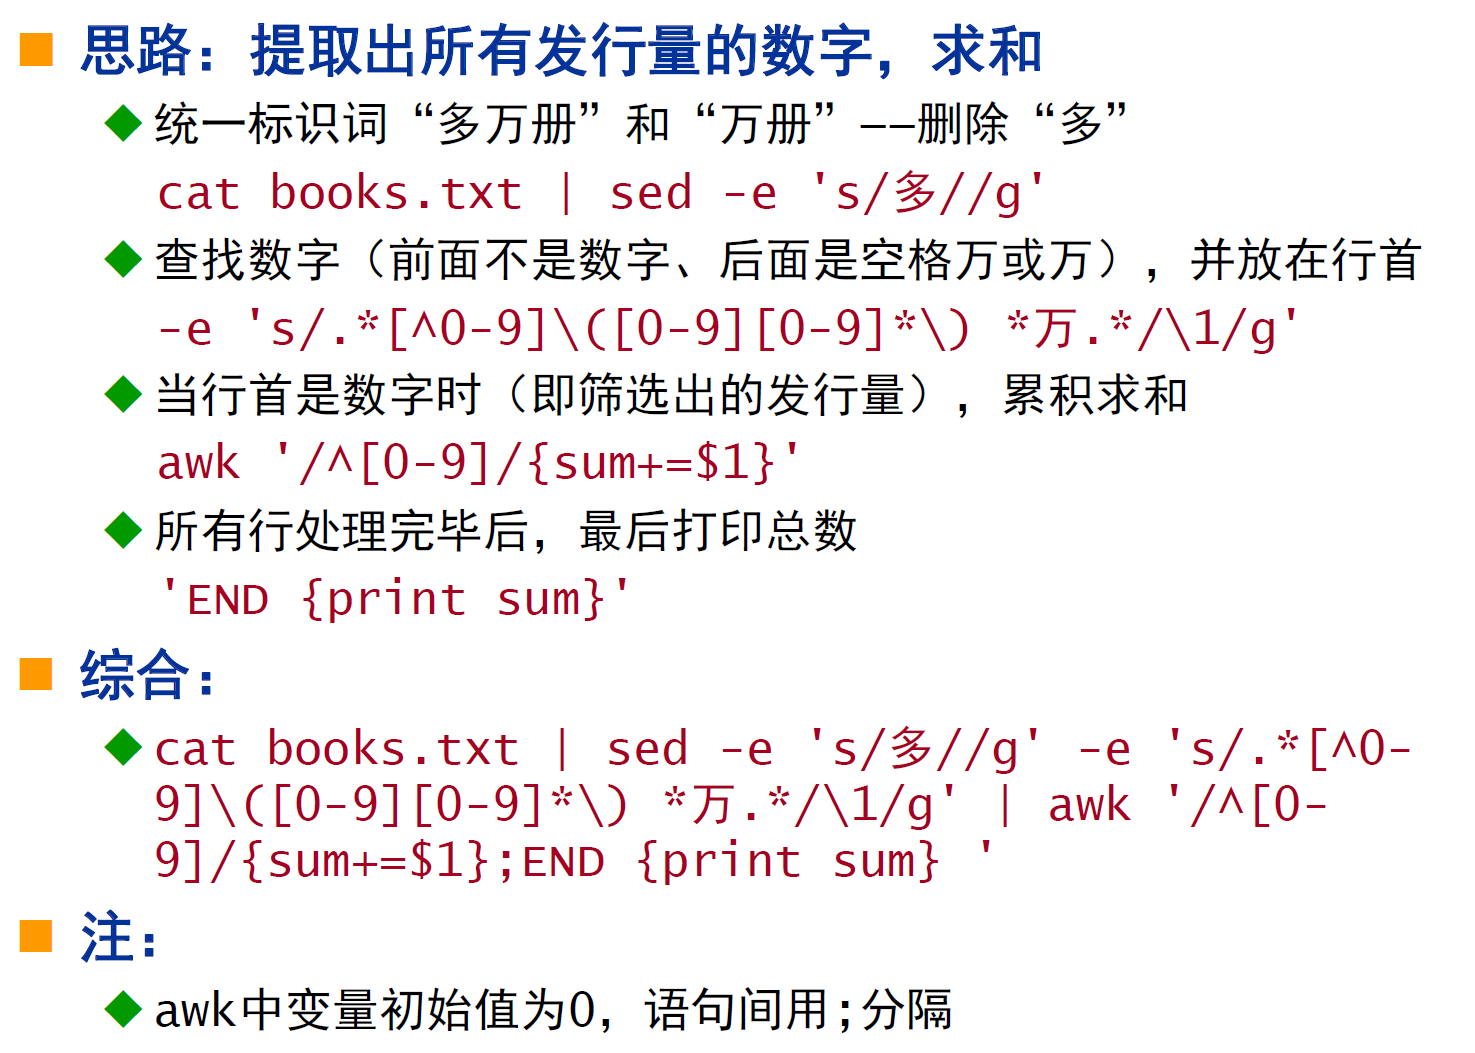 思路：提取出所有发行量的数字，求和
统一标识词“多万册”和“万册”--删除“多”
cat books.txt | sed -e 's/多//g'
查找数字（前面不是数字、后面是空格万或万），并放在行首
-e 's/.*[^0-9]\([0-9][0-9]*\) *万.*/\1/g'
当行首是数字时（即筛选出的发行量），累积求和
awk '/^[0-9]/{sum+=$1}'
所有行处理完毕后，最后打印总数
'END {print sum}'
综合：
cat books.txt | sed -e 's/多//g' -e 's/.*[^0-
9]\([0-9][0-9]*\) *万.*/\1/g' | awk '/^[0-
9]/{sum+=$1};END {print sum} '
注：
awk中变量初始值为0，语句间用;分隔